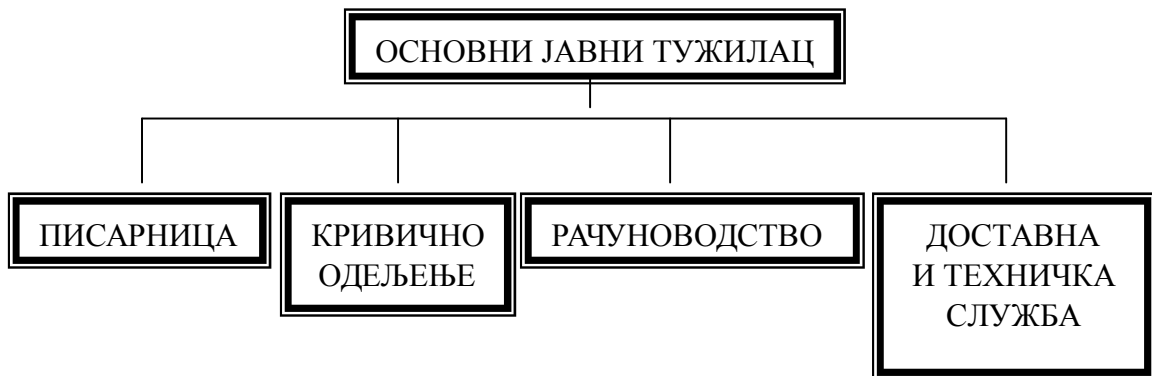 ОСНОВНИ ЈАВНИ ТУЖИЛАЦ
ПИСАРНИЦА
КРИВИЧНО
ОДЕЉЕЊЕ
РАЧУНОВОДСТВО
ДОСТАВНА
И ТЕХНИЧКА
СЛУЖБА